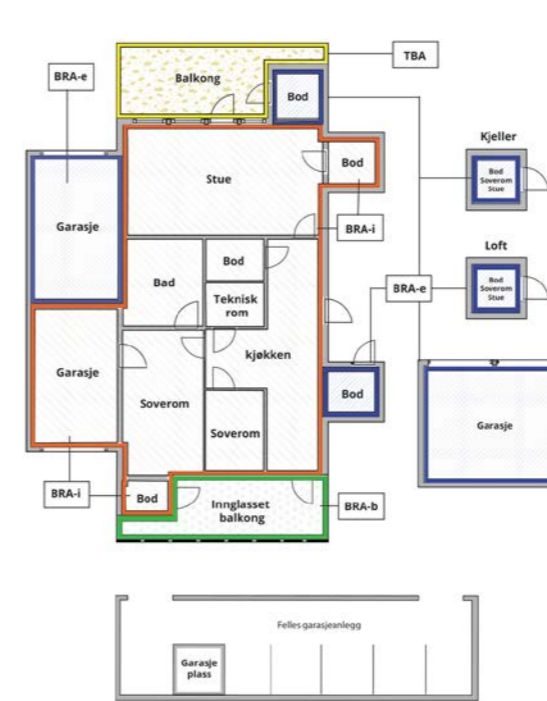 TBA
BRA-e
Balkong
Bod
Kjeller
Stue
Bod
Bod
Soverom
Stue
Garasje
BRA-i
Loft
Bad
Bod
Bod
Soverom
Stue
BRA-e
Teknisk
rom
kjøkken
Garasje
Soverom
Bod
Garasje
Soverom
BRA-i
Bod
Innglasset
balkong
BRA-b
Felles garasjeanlegg
Garasje
plass